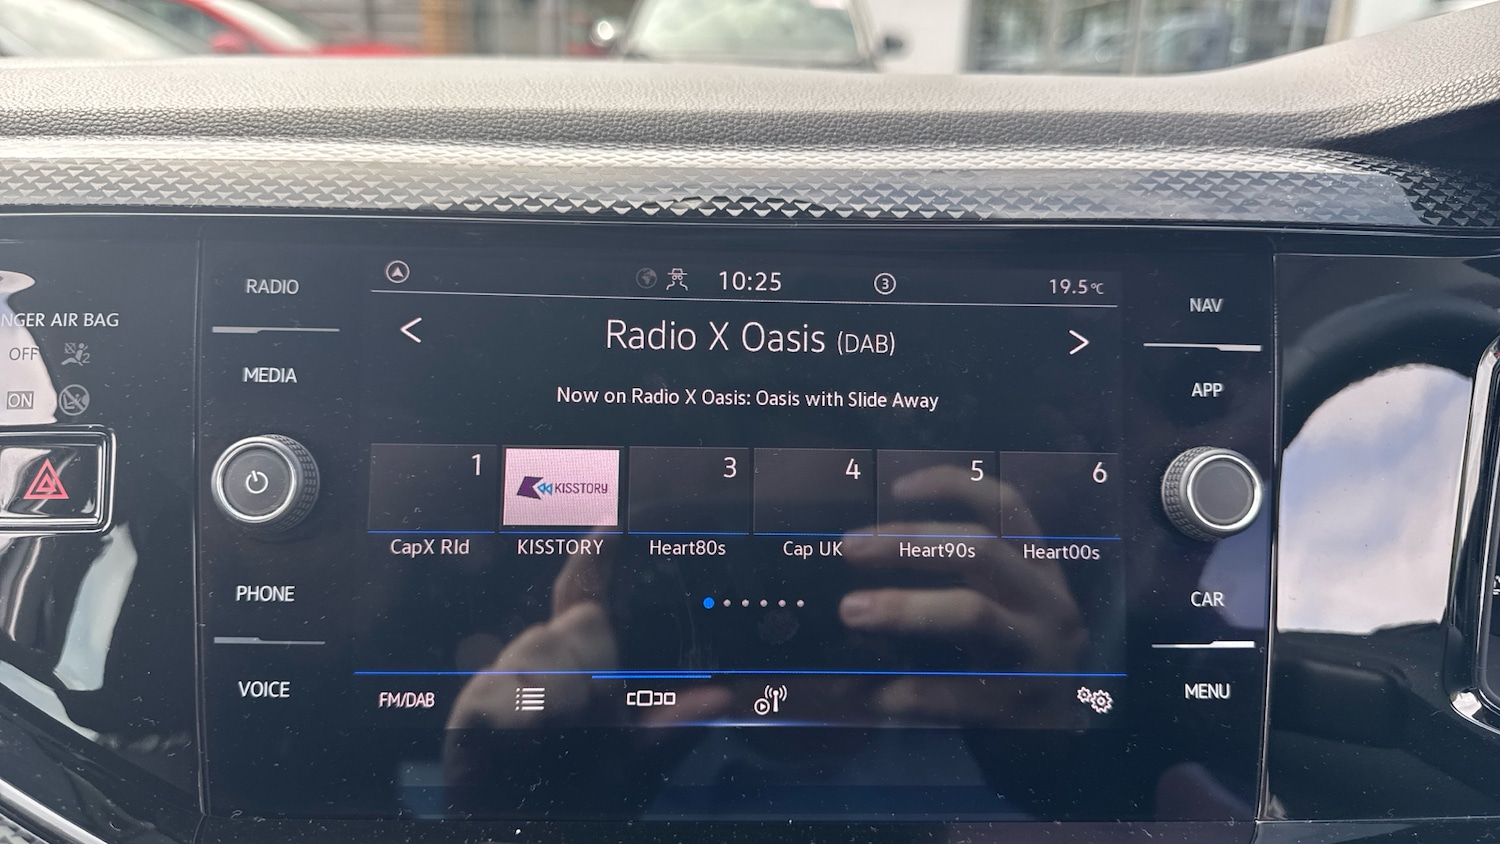 NGER AIR BAG
OFF
2
ON
RADIO
MEDIA
PHONE
VOICE
10:25
3
19.5°C
< Radio X Oasis (DAB) >
Now on Radio X Oasis: Oasis with Slide Away
1
KISSTORY
3
4
5
6
CapX Rld
KISSTORY
Heart80s
Cap UK
Heart90s
Heart00s
FM/DAB
NAV
APP
CAR
MENU